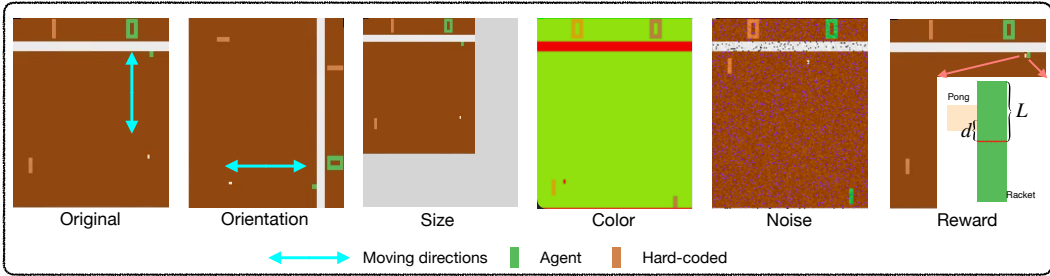 Pong
L
d
Racket
Original
Orientation
Size
Color
Noise
Reward
Moving directions
Agent
Hard-coded